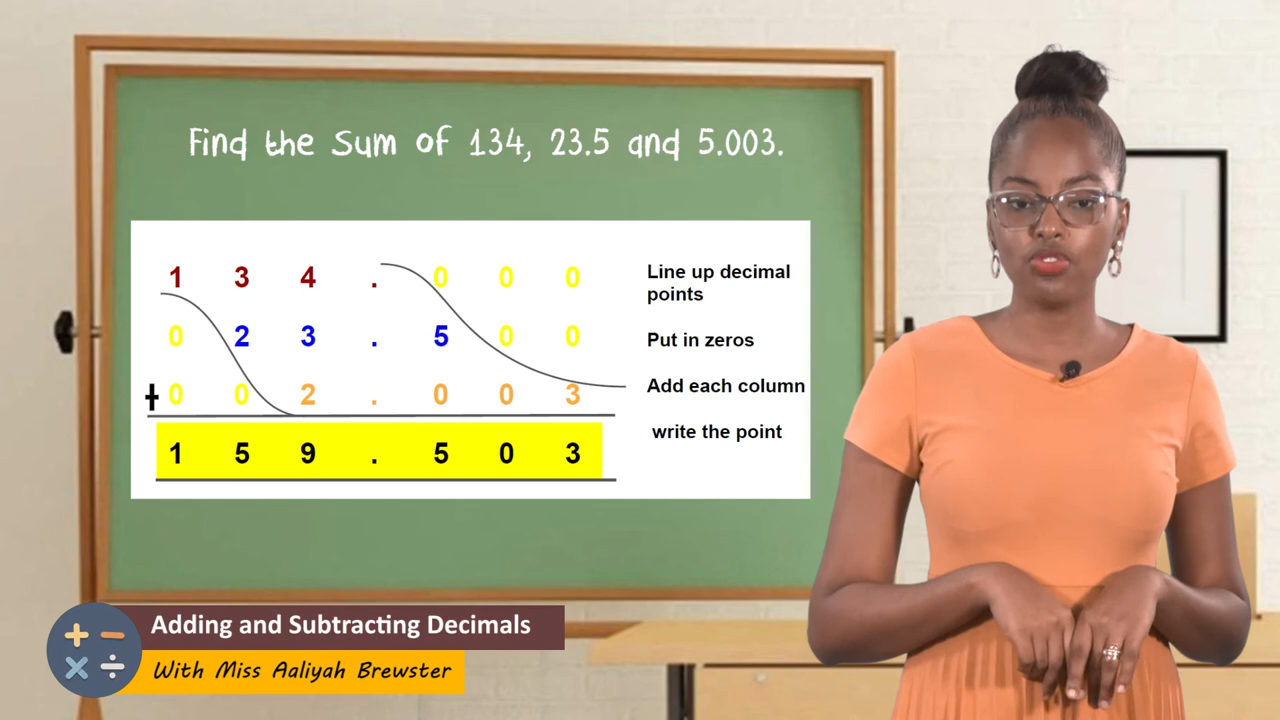 Find the Sum of 134, 23.5 and 5.003.
1 3 4 . 0 0 0
Line up decimal
points
0 2 3 . 5 0 0
Put in zeros
+ 0 0 2 . 0 0 3
Add each column
1 5 9 . 5 0 3
write the point
Adding and Subtracting Decimals
With Miss Aaliyah Brewster